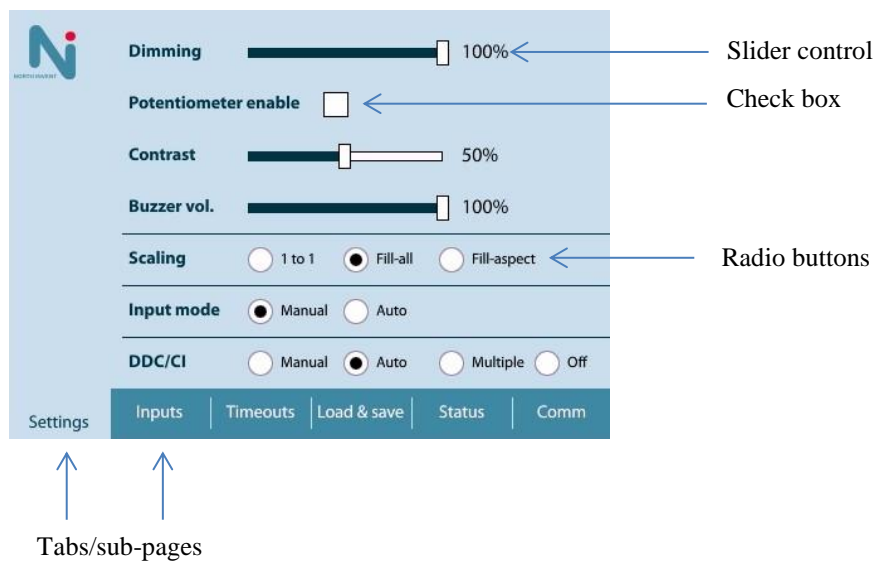 Dimming 100% Slider control
NORTH INVENT
Potentiometer enable Check box
Contrast 50%
Buzzer vol. 100%
Scaling 1 to 1 Fill-all Fill-aspect Radio buttons
Input mode Manual Auto
DDC/CI Manual Auto Multiple Off
Settings Inputs Timeouts Load & save Status Comm
Tabs/sub-pages